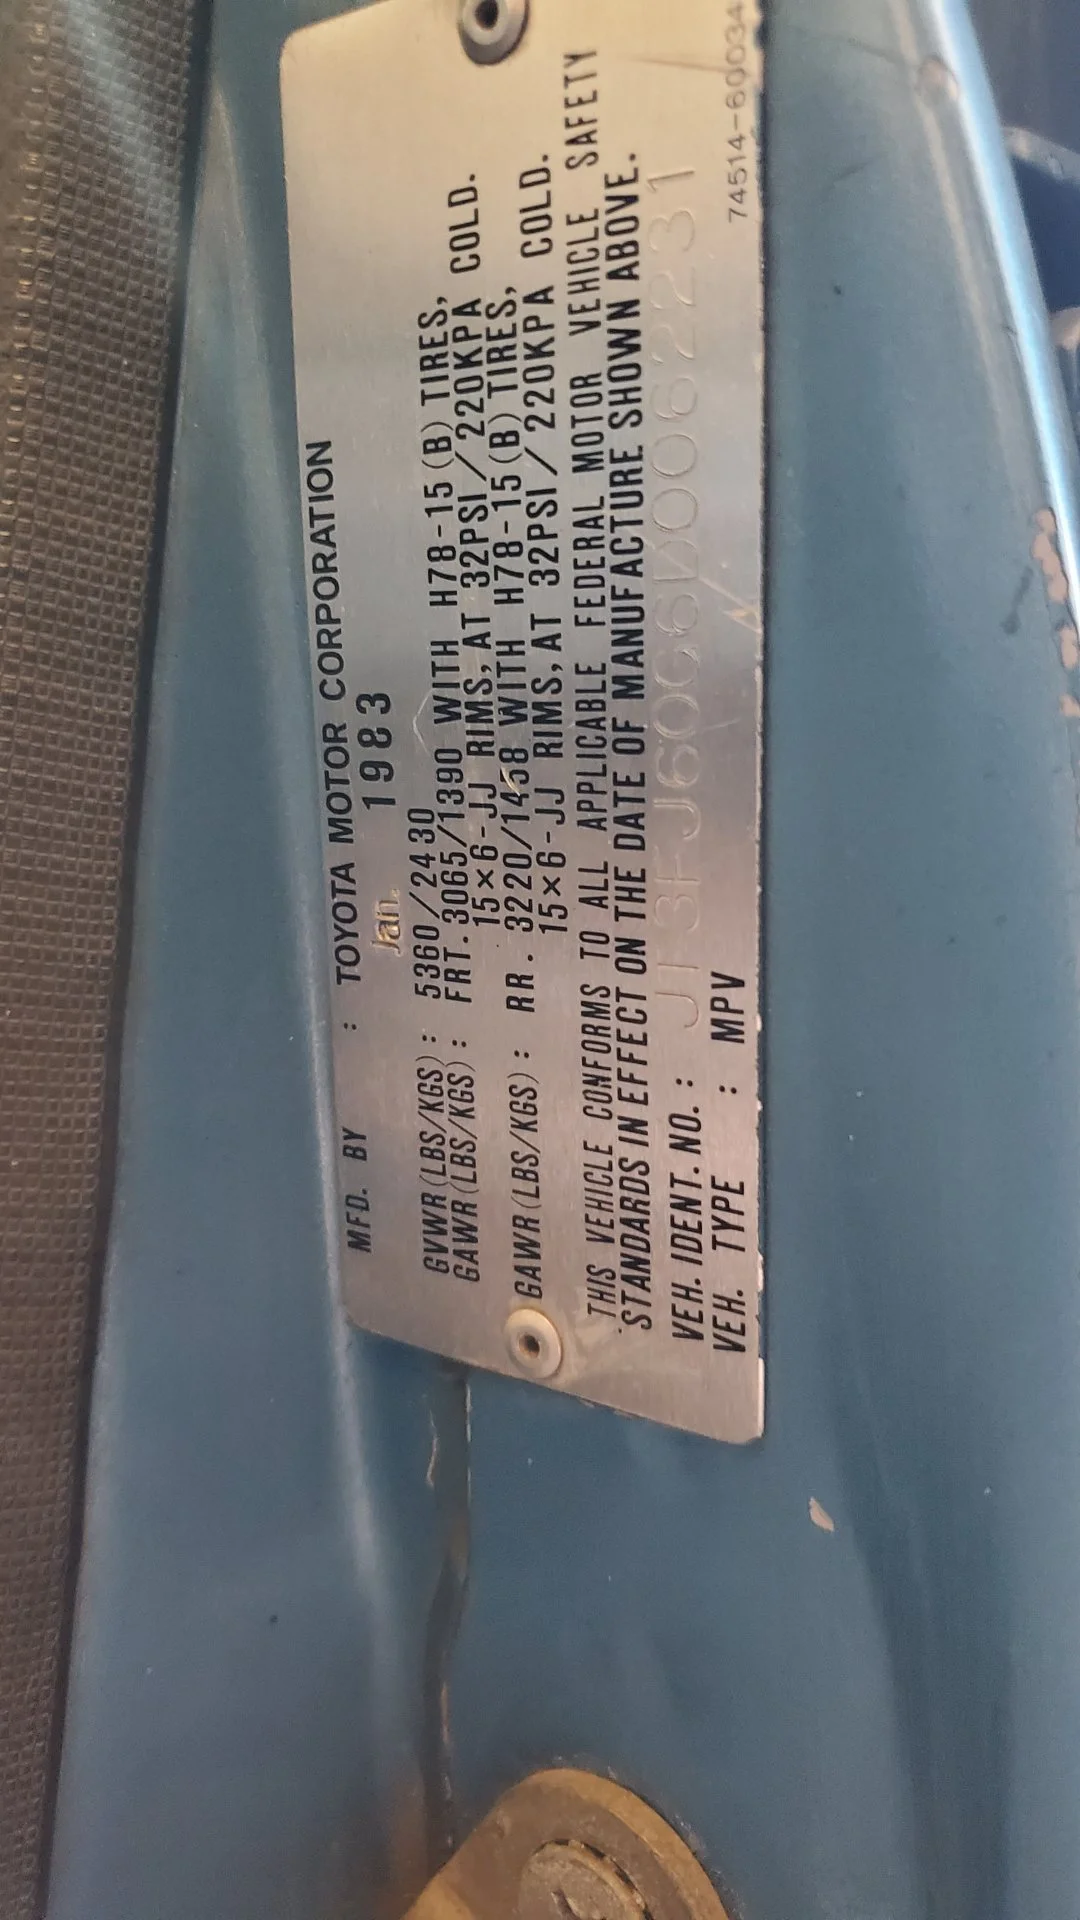 MFD. BY : TOYOTA MOTOR CORPORATION
Jan. 1983
GVWR(LBS/KGS): 5360/2430
GAWR(LBS/KGS): FRT.3065/1390 WITH H78-15(B) TIRES,
15×6-JJ RIMS, AT 32PSI/220KPA COLD.
GAWR(LBS/KGS): RR. 3220/1458 WITH H78-15(B) TIRES,
15×6-JJ RIMS, AT 32PSI/220KPA COLD.
THIS VEHICLE CONFORMS TO ALL APPLICABLE FEDERAL MOTOR VEHICLE SAFETY
STANDARDS IN EFFECT ON THE DATE OF MANUFACTURE SHOWN ABOVE.
VEH. IDENT. NO. : JT3FJ60G6D0062231
VEH. TYPE : MPV
74514-60034